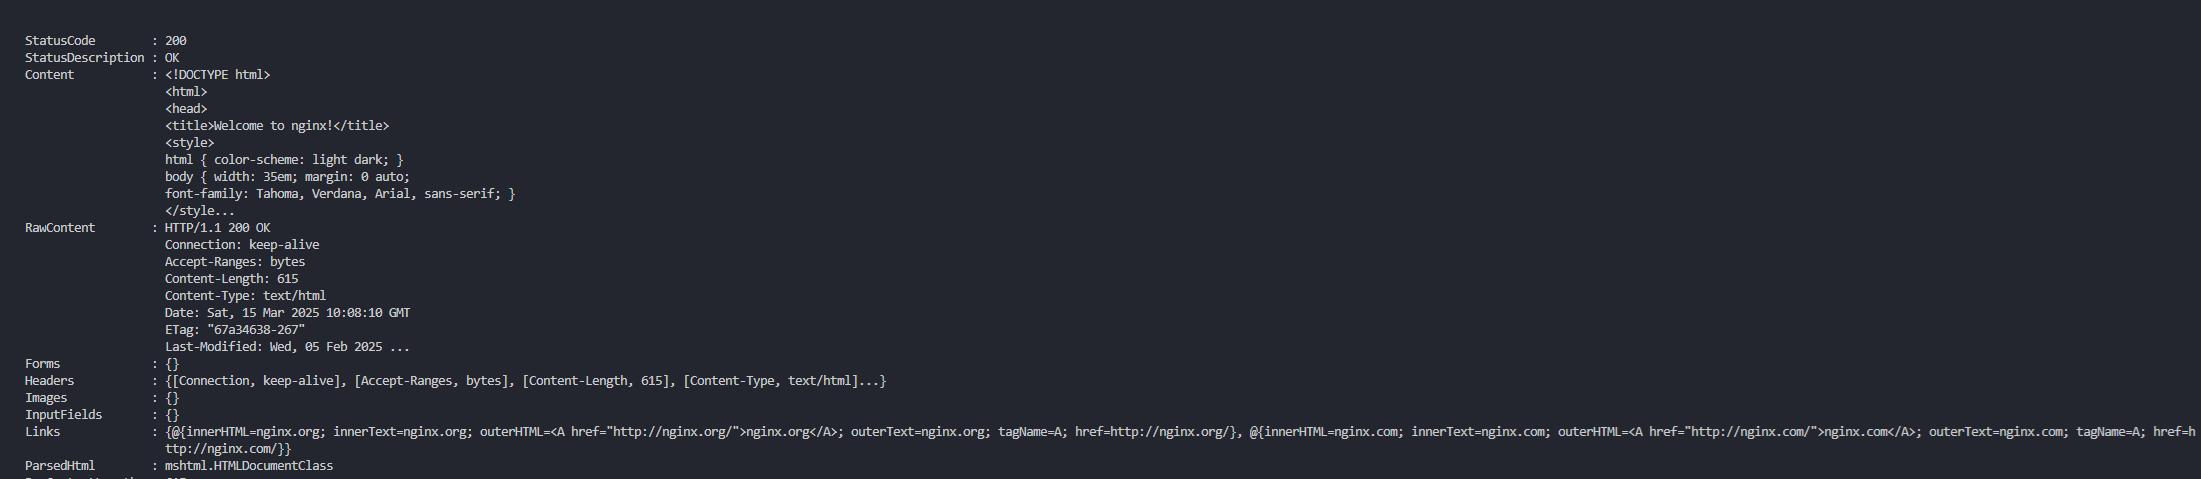 StatusCode        : 200
StatusDescription : OK
Content           : <!DOCTYPE html>
                    <html>
                    <head>
                    <title>Welcome to nginx!</title>
                    <style>
                    html { color-scheme: light dark; }
                    body { width: 35em; margin: 0 auto;
                    font-family: Tahoma, Verdana, Arial, sans-serif; }
                    </style...
RawContent        : HTTP/1.1 200 OK
                    Connection: keep-alive
                    Accept-Ranges: bytes
                    Content-Length: 615
                    Content-Type: text/html
                    Date: Sat, 15 Mar 2025 10:08:10 GMT
                    ETag: "67a34638-267"
                    Last-Modified: Wed, 05 Feb 2025 ...
Forms             : {}
Headers           : {[Connection, keep-alive], [Accept-Ranges, bytes], [Content-Length, 615], [Content-Type, text/html]...}
Images            : {}
InputFields       : {}
Links             : {@{innerHTML=nginx.org; innerText=nginx.org; outerHTML=<A href="http://nginx.org/">nginx.org</A>; outerText=nginx.org; tagName=A; href=http://nginx.org/}, @{innerHTML=nginx.com; innerText=nginx.com; outerHTML=<A href="http://nginx.com/">nginx.com</A>; outerText=nginx.com; tagName=A; href=h
                    ttp://nginx.com/}}
ParsedHtml        : mshtml.HTMLDocumentClass